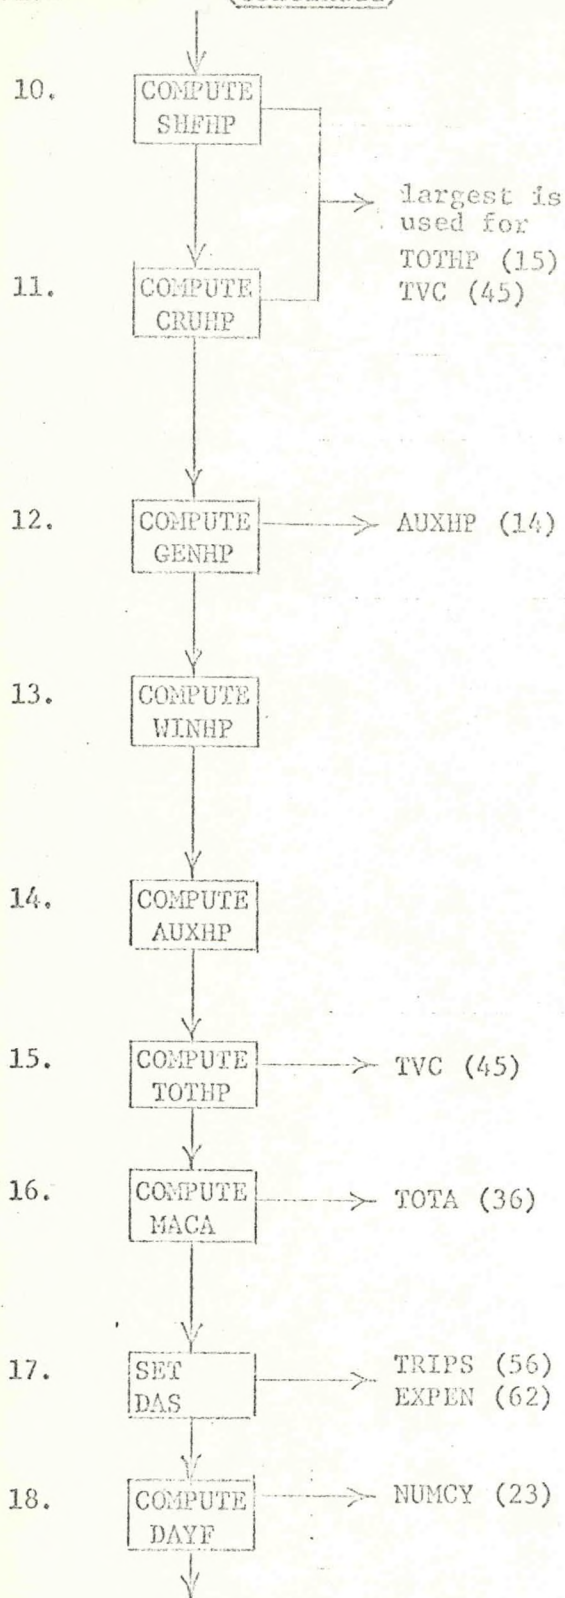 (continued)
10. COMPUTE
SHFHP
largest is
used for
TOTHP (15)
TVC (45)
11. COMPUTE
CRUHP
12. COMPUTE
GENHP
AUXHP (14)
13. COMPUTE
WINHP
14. COMPUTE
AUXHP
15. COMPUTE
TOTHP
TVC (45)
16. COMPUTE
MACA
TOTA (36)
17. SET
DAS
TRIPS (56)
EXPEN (62)
18. COMPUTE
DAYF
NUMCY (23)